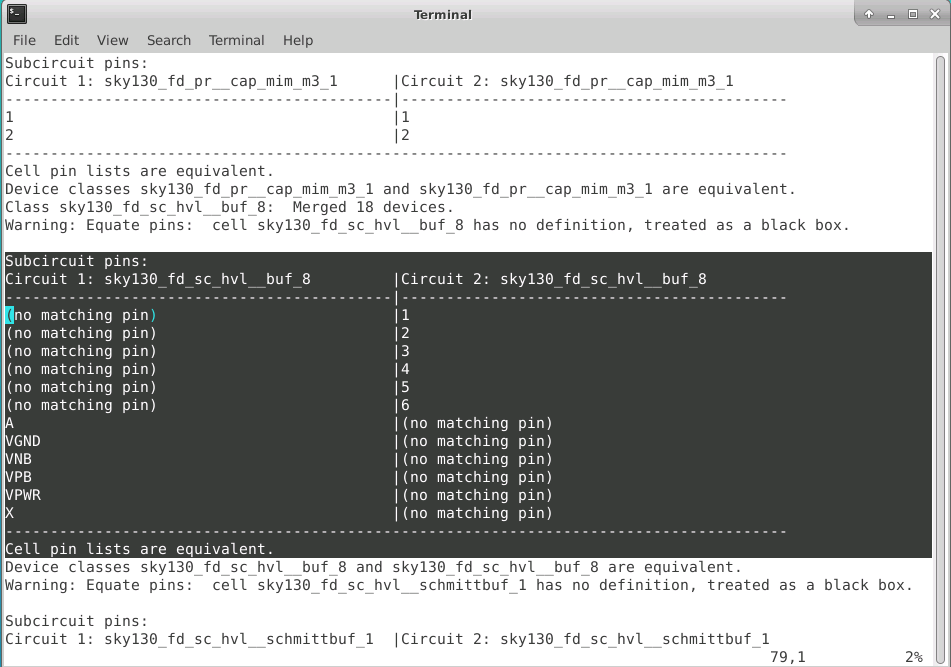 Terminal
File Edit View Search Terminal Help
Subcircuit pins:
Circuit 1: sky130_fd_pr__cap_mim_m3_1      |Circuit 2: sky130_fd_pr__cap_mim_m3_1
-------------------------------------------|-------------------------------------------
1                                          |1
2                                          |2
---------------------------------------------------------------------------------------
Cell pin lists are equivalent.
Device classes sky130_fd_pr__cap_mim_m3_1 and sky130_fd_pr__cap_mim_m3_1 are equivalent.
Class sky130_fd_sc_hvl__buf_8:  Merged 18 devices.
Warning: Equate pins:  cell sky130_fd_sc_hvl__buf_8 has no definition, treated as a black box.
Subcircuit pins:
Circuit 1: sky130_fd_sc_hvl__buf_8         |Circuit 2: sky130_fd_sc_hvl__buf_8
-------------------------------------------|-------------------------------------------
(no matching pin)                          |1
(no matching pin)                          |2
(no matching pin)                          |3
(no matching pin)                          |4
(no matching pin)                          |5
(no matching pin)                          |6
A                                          |(no matching pin)
VGND                                       |(no matching pin)
VNB                                        |(no matching pin)
VPB                                        |(no matching pin)
VPWR                                       |(no matching pin)
X                                          |(no matching pin)
---------------------------------------------------------------------------------------
Cell pin lists are equivalent.
Device classes sky130_fd_sc_hvl__buf_8 and sky130_fd_sc_hvl__buf_8 are equivalent.
Warning: Equate pins:  cell sky130_fd_sc_hvl__schmittbuf_1 has no definition, treated as a black box.
Subcircuit pins:
Circuit 1: sky130_fd_sc_hvl__schmittbuf_1  |Circuit 2: sky130_fd_sc_hvl__schmittbuf_1
79,1 2%